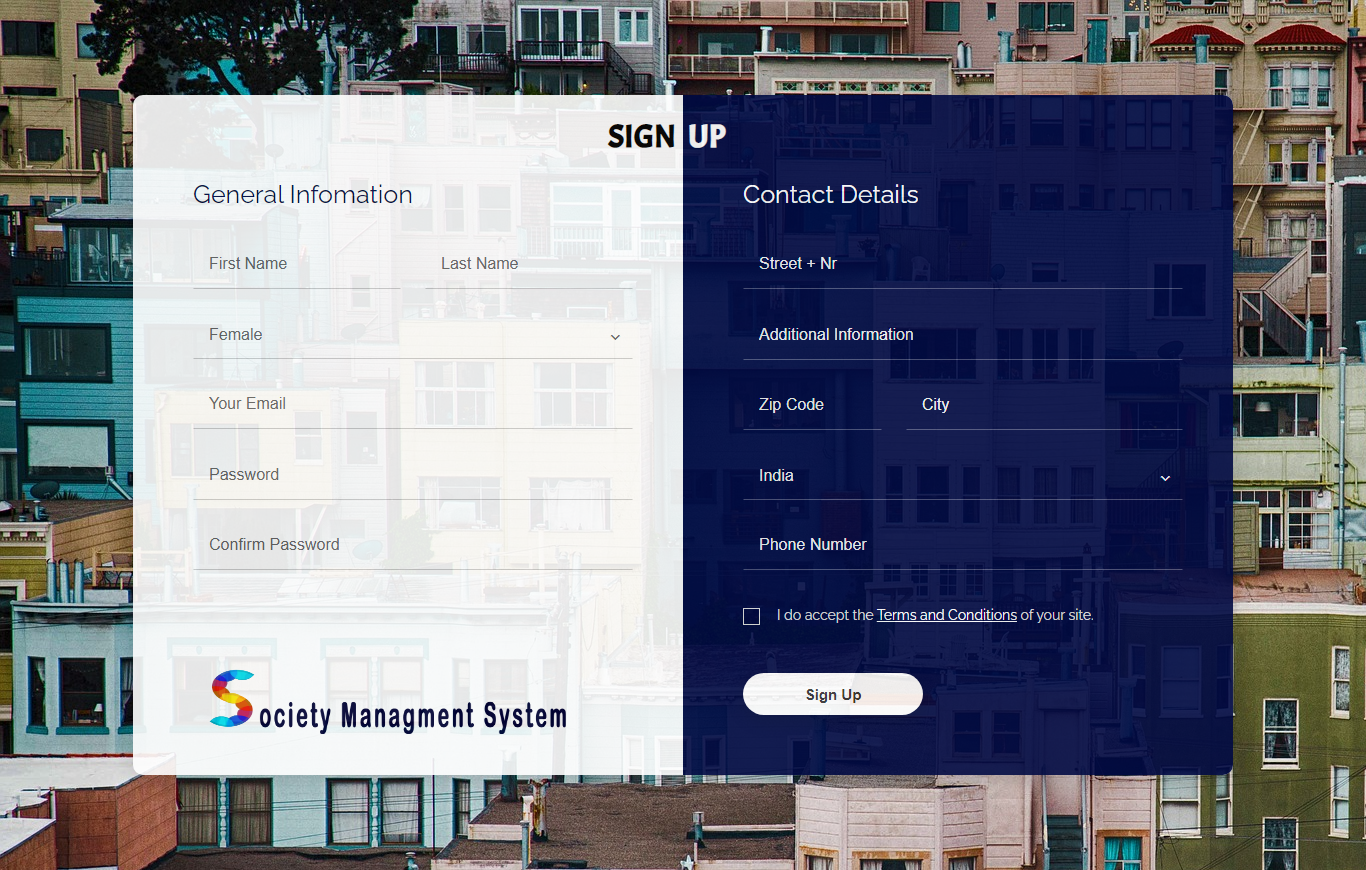 SIGN UP
General Infomation
First Name
Last Name
Female
Your Email
Password
Confirm Password
Society Managment System
Contact Details
Street + Nr
Additional Information
Zip Code
City
India
Phone Number
I do accept the Terms and Conditions of your site.
Sign Up